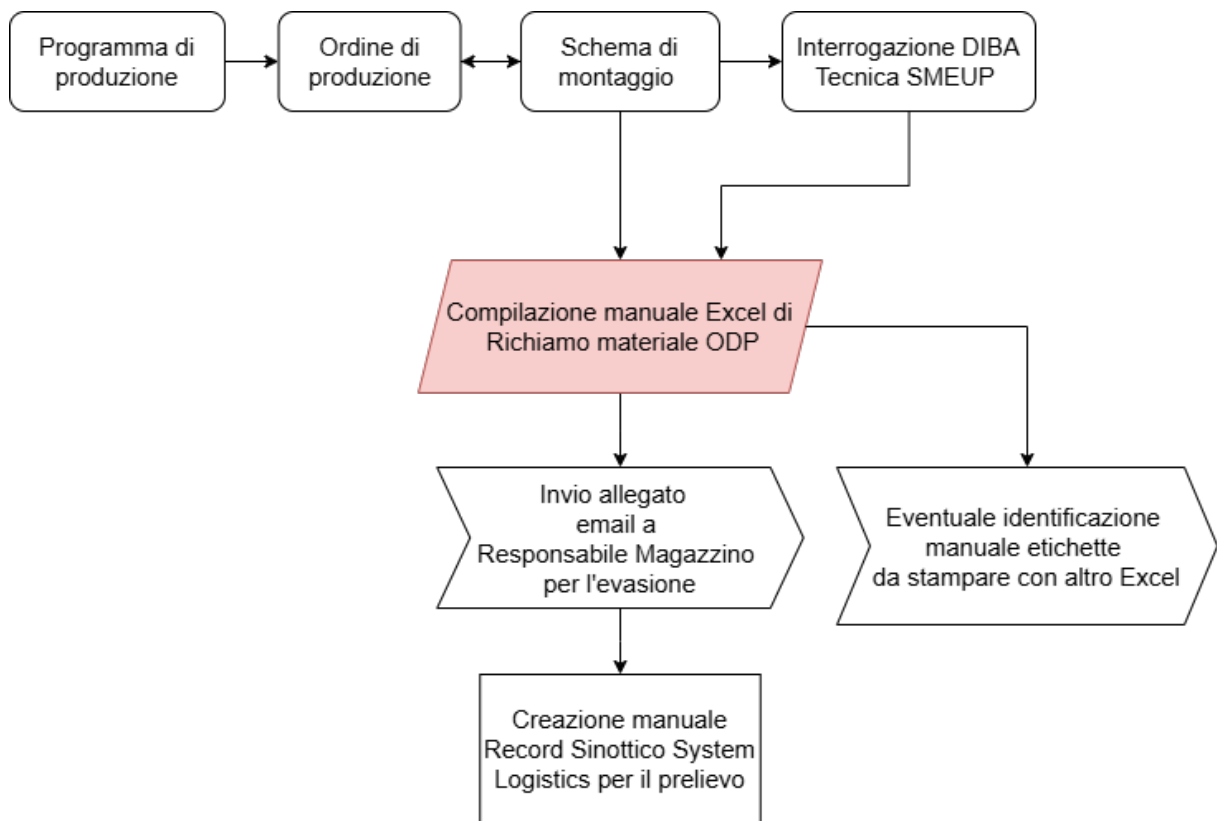 Programma di
produzione
Ordine di
produzione
Schema di
montaggio
Interrogazione DIBA
Tecnica SMEUP
Compilazione manuale Excel di
Richiamo materiale ODP
Invio allegato
email a
Responsabile Magazzino
per l'evasione
Eventuale identificazione
manuale etichette
da stampare con altro Excel
Creazione manuale
Record Sinottico System
Logistics per il prelievo